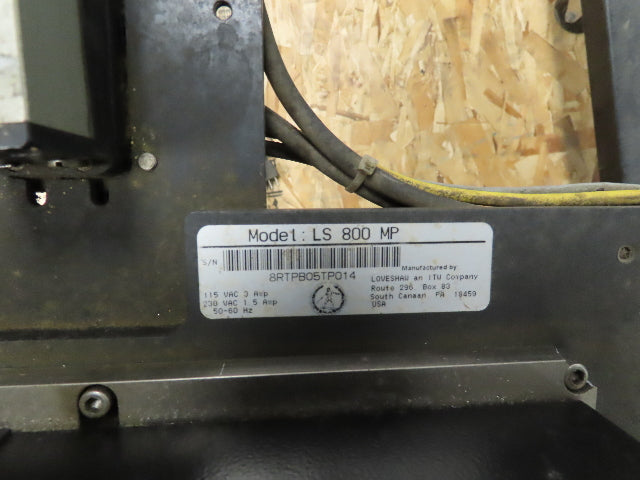 Model: LS 800 MP
S/N
8RTPB05TP014
Manufactured by
LOVESHAW an ITW Company
Route 296 Box 83
South Canaan PA 18459
USA
115 VAC 3 Amp
230 VAC 1.5 Amp
50-60 Hz